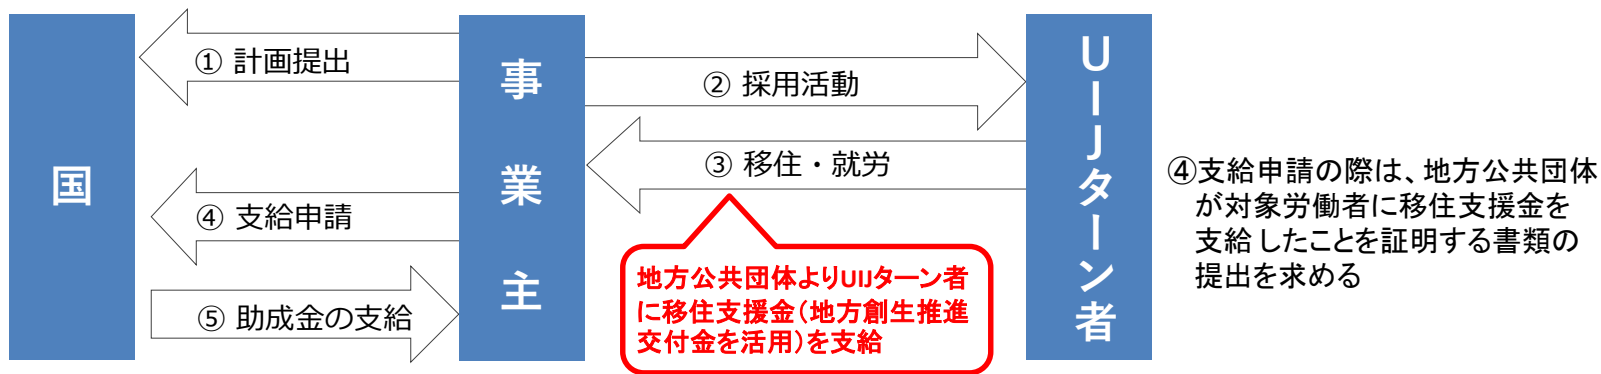 国
① 計画提出
④ 支給申請
⑤ 助成金の支給
事業主
② 採用活動
③ 移住・就労
地方公共団体よりUIJターン者
に移住支援金（地方創生推進
交付金を活用）を支給
UIJターン者
④支給申請の際は、地方公共団体
が対象労働者に移住支援金を
支給したことを証明する書類の
提出を求める